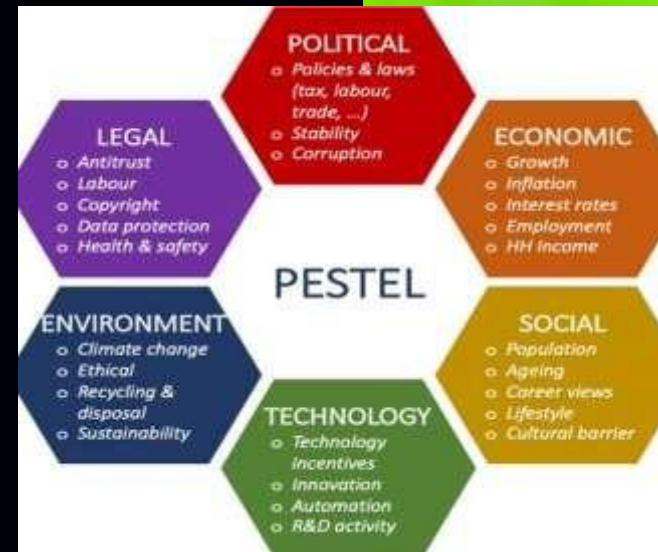 POLITICAL
o Policies & laws
(tax, labour,
trade, ...)
o Stability
o Corruption
ECONOMIC
o Growth
o Inflation
o Interest rates
o Employment
o HH Income
SOCIAL
o Population
o Ageing
o Career views
o Lifestyle
o Cultural barrier
TECHNOLOGY
o Technology
Incentives
o Innovation
o Automation
o R&D activity
ENVIRONMENT
o Climate change
o Ethical
o Recycling &
disposal
o Sustainability
LEGAL
o Antitrust
o Labour
o Copyright
o Data protection
o Health & safety
PESTEL